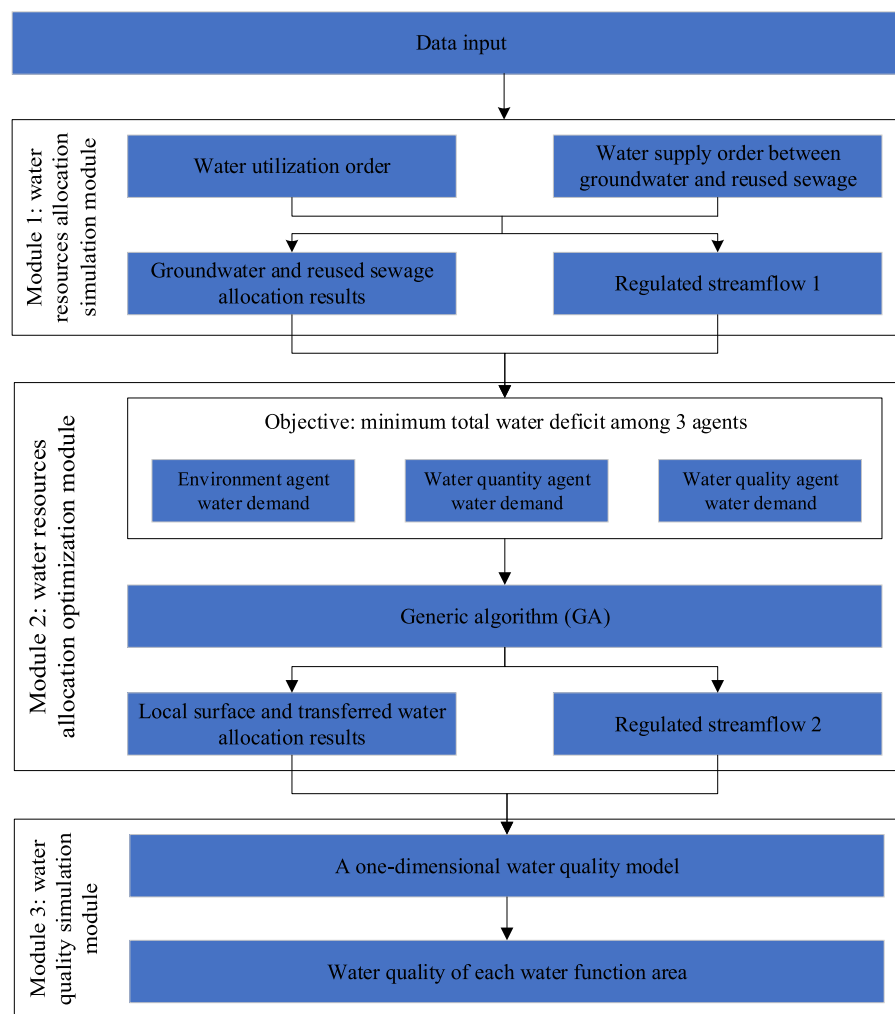 Data input
Module 1: water
resources allocation
simulation module
Water utilization order
Water supply order between
groundwater and reused sewage
Groundwater and reused sewage
allocation results
Regulated streamflow 1
Module 2: water resources
allocation optimization module
Objective: minimum total water deficit among 3 agents
Environment agent
water demand
Water quantity agent
water demand
Water quality agent
water demand
Generic algorithm (GA)
Local surface and transferred water
allocation results
Regulated streamflow 2
Module 3: water
quality simulation
module
A one-dimensional water quality model
Water quality of each water function area